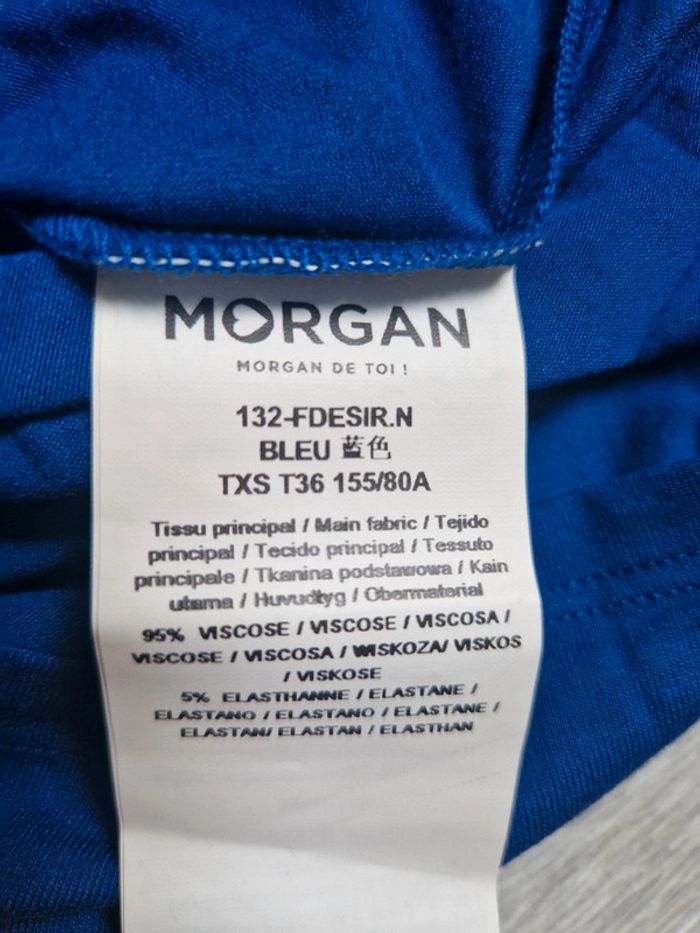 MORGAN
MORGAN DE TOI !
132-FDESIR.N
BLEU 蓝色
TXS T36 155/80A
Tissu principal / Main fabric / Tejido
principal / Tecido principal / Tessuto
principale / Tkanina podstawowa / Kain
utama / Huvudtyg / Obermaterial
95% VISCOSE / VISCOSE / VISCOSA /
VISCOSE / VISCOSA / WISKOZA/ VISKOS
/ VISKOSE
5% ELASTHANNE / ELASTANE /
ELASTANO / ELASTANO / ELASTANE /
ELASTAN/ ELASTAN / ELASTHAN